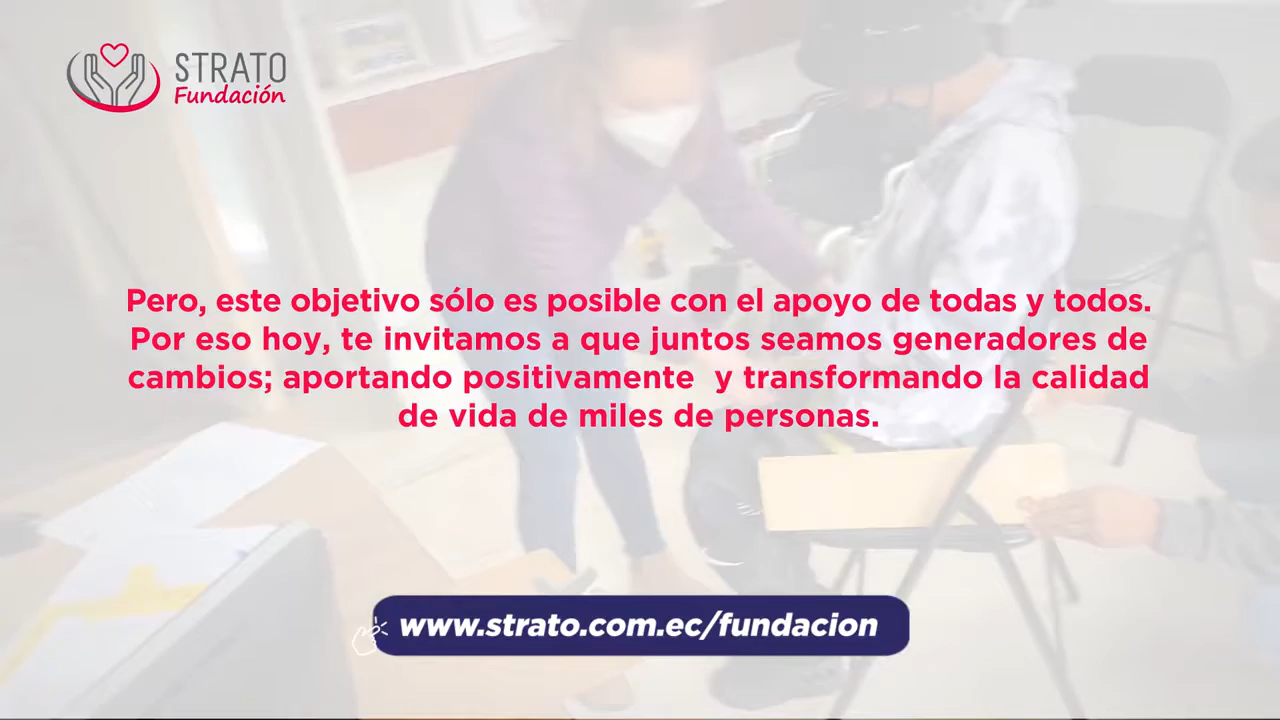 STRATO
Fundación
Pero, este objetivo sólo es posible con el apoyo de todas y todos.
Por eso hoy, te invitamos a que juntos seamos generadores de
cambios; aportando positivamente  y transformando la calidad
de vida de miles de personas.
www.strato.com.ec/fundacion